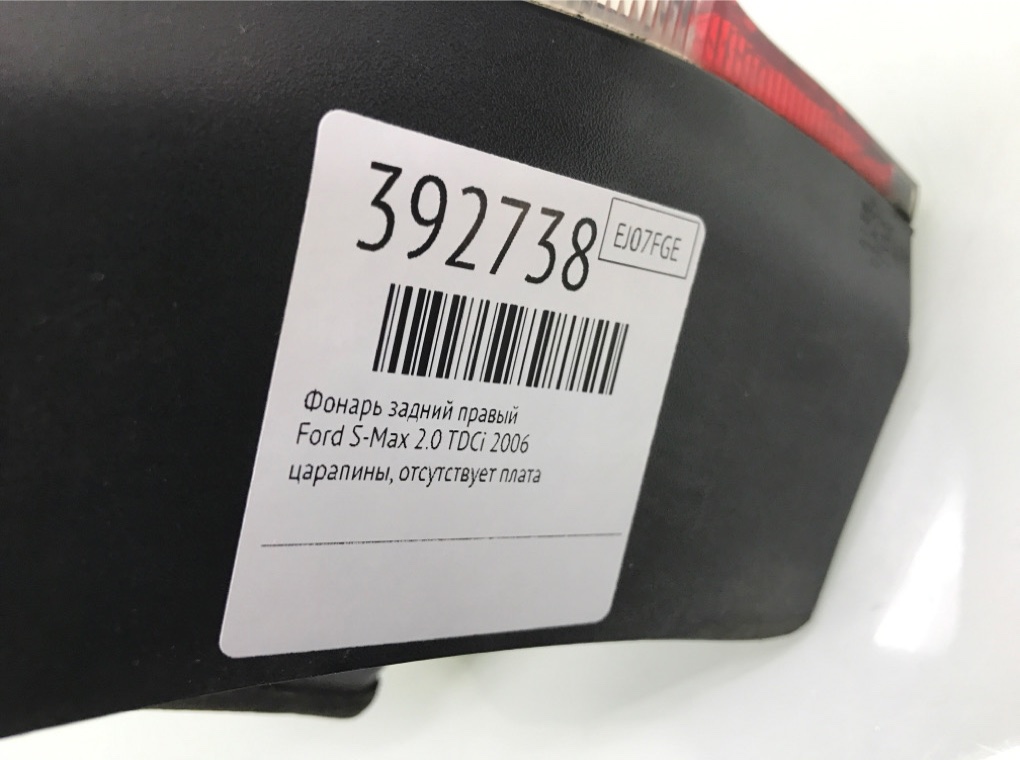 392738
EJ07FGE
Фонарь задний правый
Ford S-Max 2.0 TDCi 2006
царапины, отсутствует плата